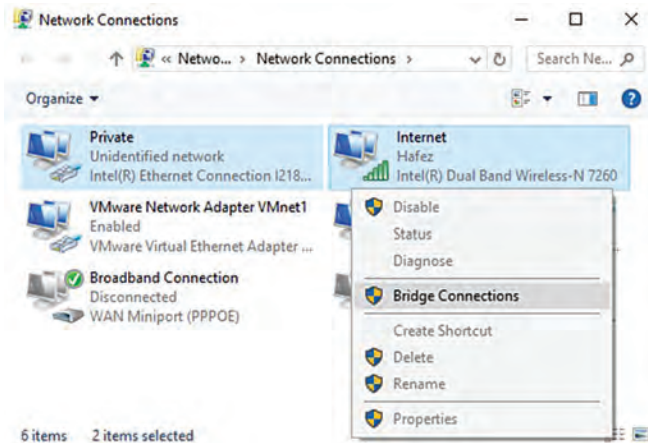 Network Connections
« Netwo... > Network Connections >
Search Ne...
Organize
Private
Unidentified network
Intel(R) Ethernet Connection I218...
Internet
Hafez
Intel(R) Dual Band Wireless-N 7260
VMware Network Adapter VMnet1
Enabled
VMware Virtual Ethernet Adapter ...
Broadband Connection
Disconnected
WAN Miniport (PPPOE)
Disable
Status
Diagnose
Bridge Connections
Create Shortcut
Delete
Rename
Properties
6 items 2 items selected